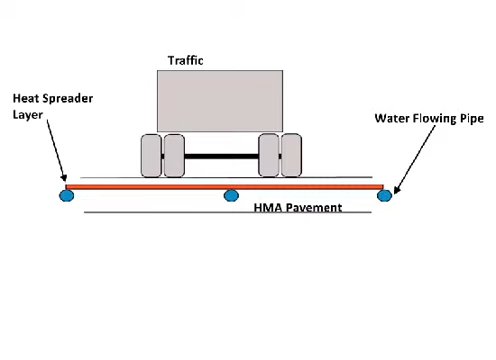 Traffic
Heat Spreader
Layer
Water Flowing Pipe
HMA Pavement